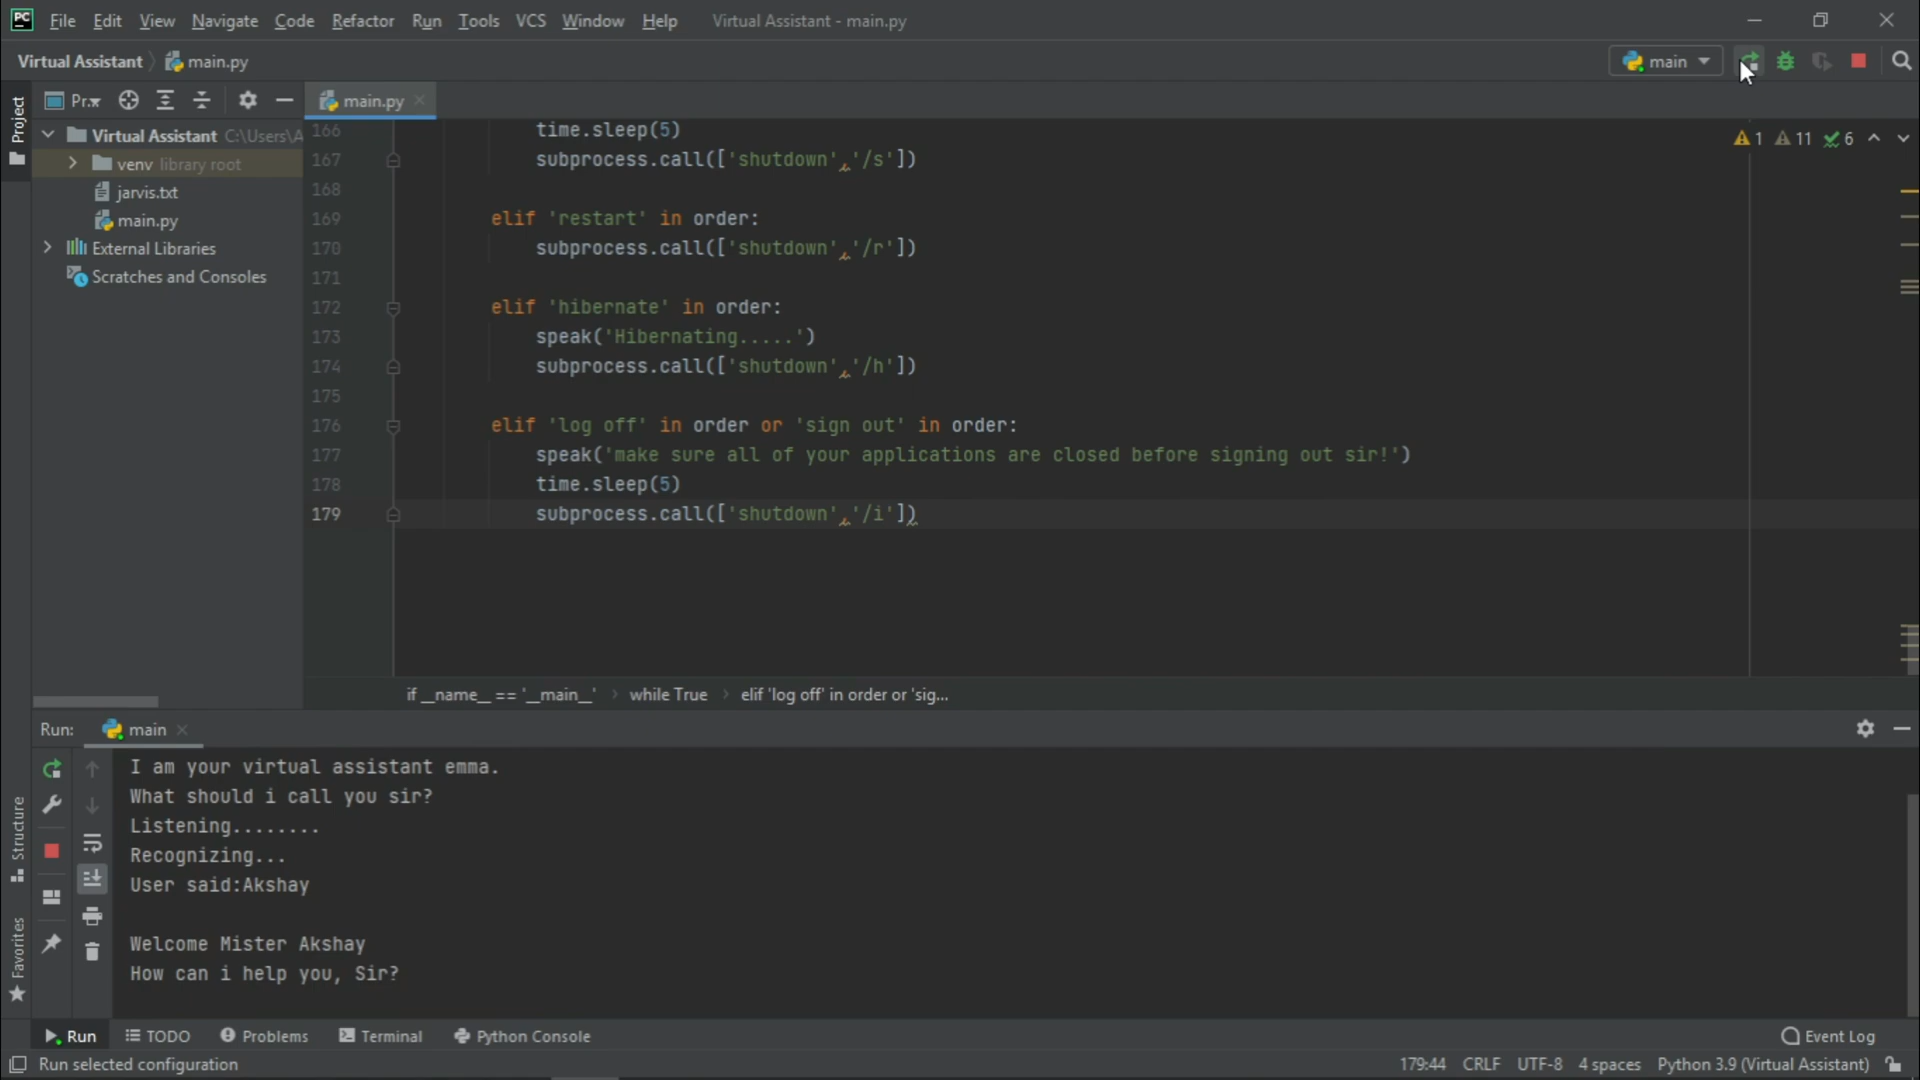 PC File Edit View Navigate Code Refactor Run Tools VCS Window Help Virtual Assistant - main.py
Virtual Assistant main.py main
Project
Pr... main.py
Virtual Assistant C:\Users\A
venv library root
jarvis.txt
main.py
External Libraries
Scratches and Consoles
1 11 6
166 time.sleep(5)
167 subprocess.call(['shutdown','/s'])
168
169 elif 'restart' in order:
170 subprocess.call(['shutdown','/r'])
171
172 elif 'hibernate' in order:
173 speak('Hibernating.....')
174 subprocess.call(['shutdown','/h'])
175
176 elif 'log off' in order or 'sign out' in order:
177 speak('make sure all of your applications are closed before signing out sir!')
178 time.sleep(5)
179 subprocess.call(['shutdown','/i'])
if __name__ == '__main__' while True elif 'log off' in order or 'sig...
Run: main
I am your virtual assistant emma.
What should i call you sir?
Listening........
Recognizing...
User said:Akshay
Welcome Mister Akshay
How can i help you, Sir?
Structure
Favorites
Run TODO Problems Terminal Python Console Event Log
Run selected configuration 179:44 CRLF UTF-8 4 spaces Python 3.9 (Virtual Assistant)